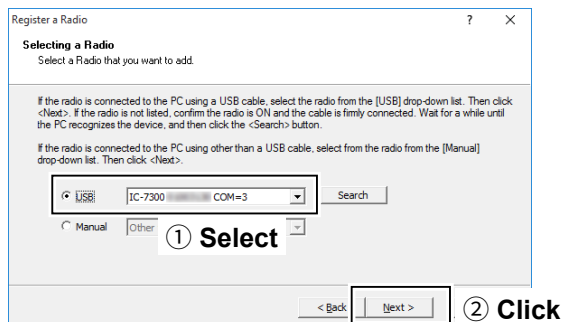 Register a Radio ? ×
Selecting a Radio
Select a Radio that you want to add.
If the radio is connected to the PC using a USB cable, select the radio from the [USB] drop-down list. Then click
<Next>. If the radio is not listed, confirm the radio is ON and the cable is firmly connected. Wait for a while until
the PC recognizes the device, and then click the <Search> button.
If the radio is connected to the PC using other than a USB cable, select from the radio from the [Manual]
drop-down list. Then click <Next>.
USB IC-7300 COM=3 Search
Manual Other
① Select
< Back Next >
② Click